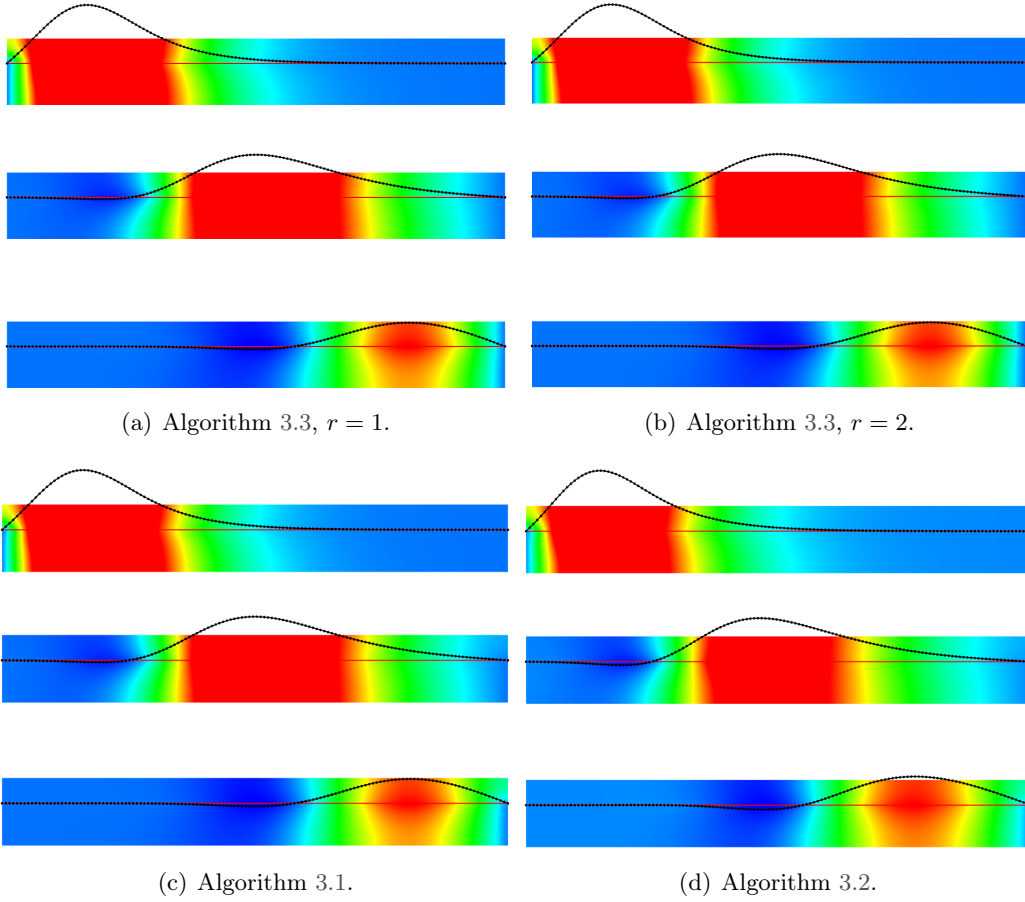 (a) Algorithm 3.3, r = 1.
(b) Algorithm 3.3, r = 2.
(c) Algorithm 3.1.
(d) Algorithm 3.2.